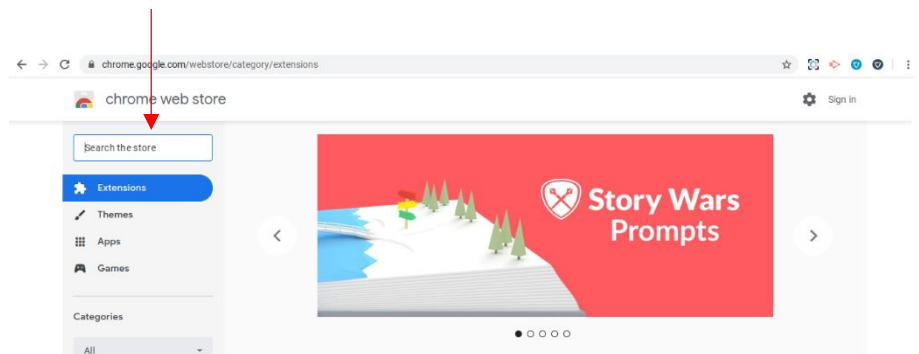 chrome.google.com/webstore/category/extensions
chrome web store
Sign in
Search the store
Extensions
Themes
Apps
Games
Categories
All
Story Wars
Prompts